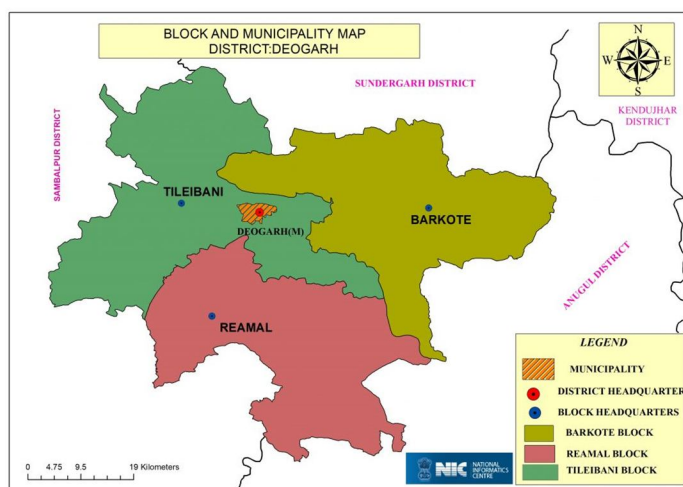 BLOCK AND MUNICIPALITY MAP
DISTRICT:DEOGARH
N
W E
S
SUNDERGARH DISTRICT
KENDUJHAR
DISTRICT
SAMBALPUR DISTRICT
TILEIBANI
BARKOTE
DEOGARH(M)
ANUGUL DISTRICT
REAMAL
LEGEND
MUNICIPALITY
DISTRICT HEADQUARTER
BLOCK HEADQUARTERS
BARKOTE BLOCK
REAMAL BLOCK
TILEIBANI BLOCK
0 4.75 9.5 19 Kilometers
NIC
NATIONAL
INFORMATICS
CENTRE